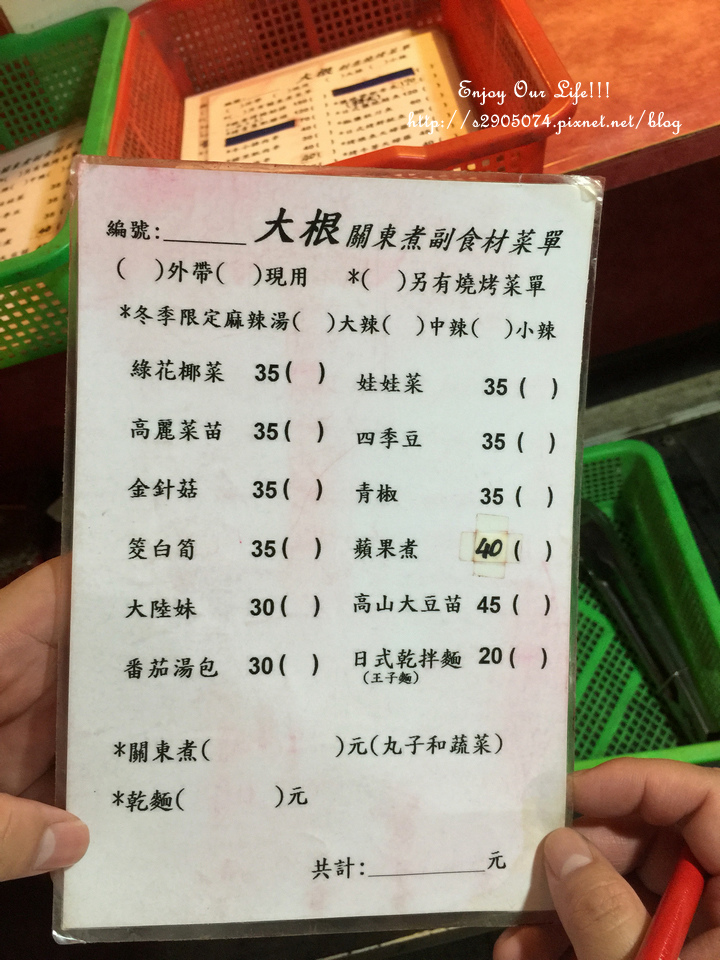 Enjoy Our Life!!!
http://s2905074.pixnet.net/blog
編號:______ 大根 關東煮副食材菜單
( )外帶( )現用 *( )另有燒烤菜單
*冬季限定麻辣湯( )大辣( )中辣( )小辣
綠花椰菜 35( ) 娃娃菜 35 ( )
高麗菜苗 35( ) 四季豆 35 ( )
金針菇 35( ) 青椒 35 ( )
筊白筍 35( ) 蘋果煮 40 ( )
大陸妹 30( ) 高山大豆苗 45 ( )
番茄湯包 30( ) 日式乾拌麵 20( )
(王子麵)
*關東煮( )元(丸子和蔬菜)
*乾麵( )元
共計:__________元